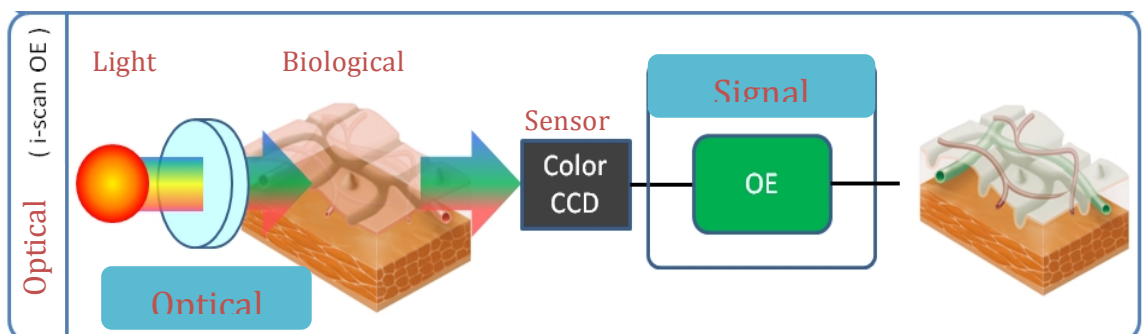 ( i-scan OE )
Optical
Light
Biological
Sensor
Color
CCD
Signal
OE
Optical